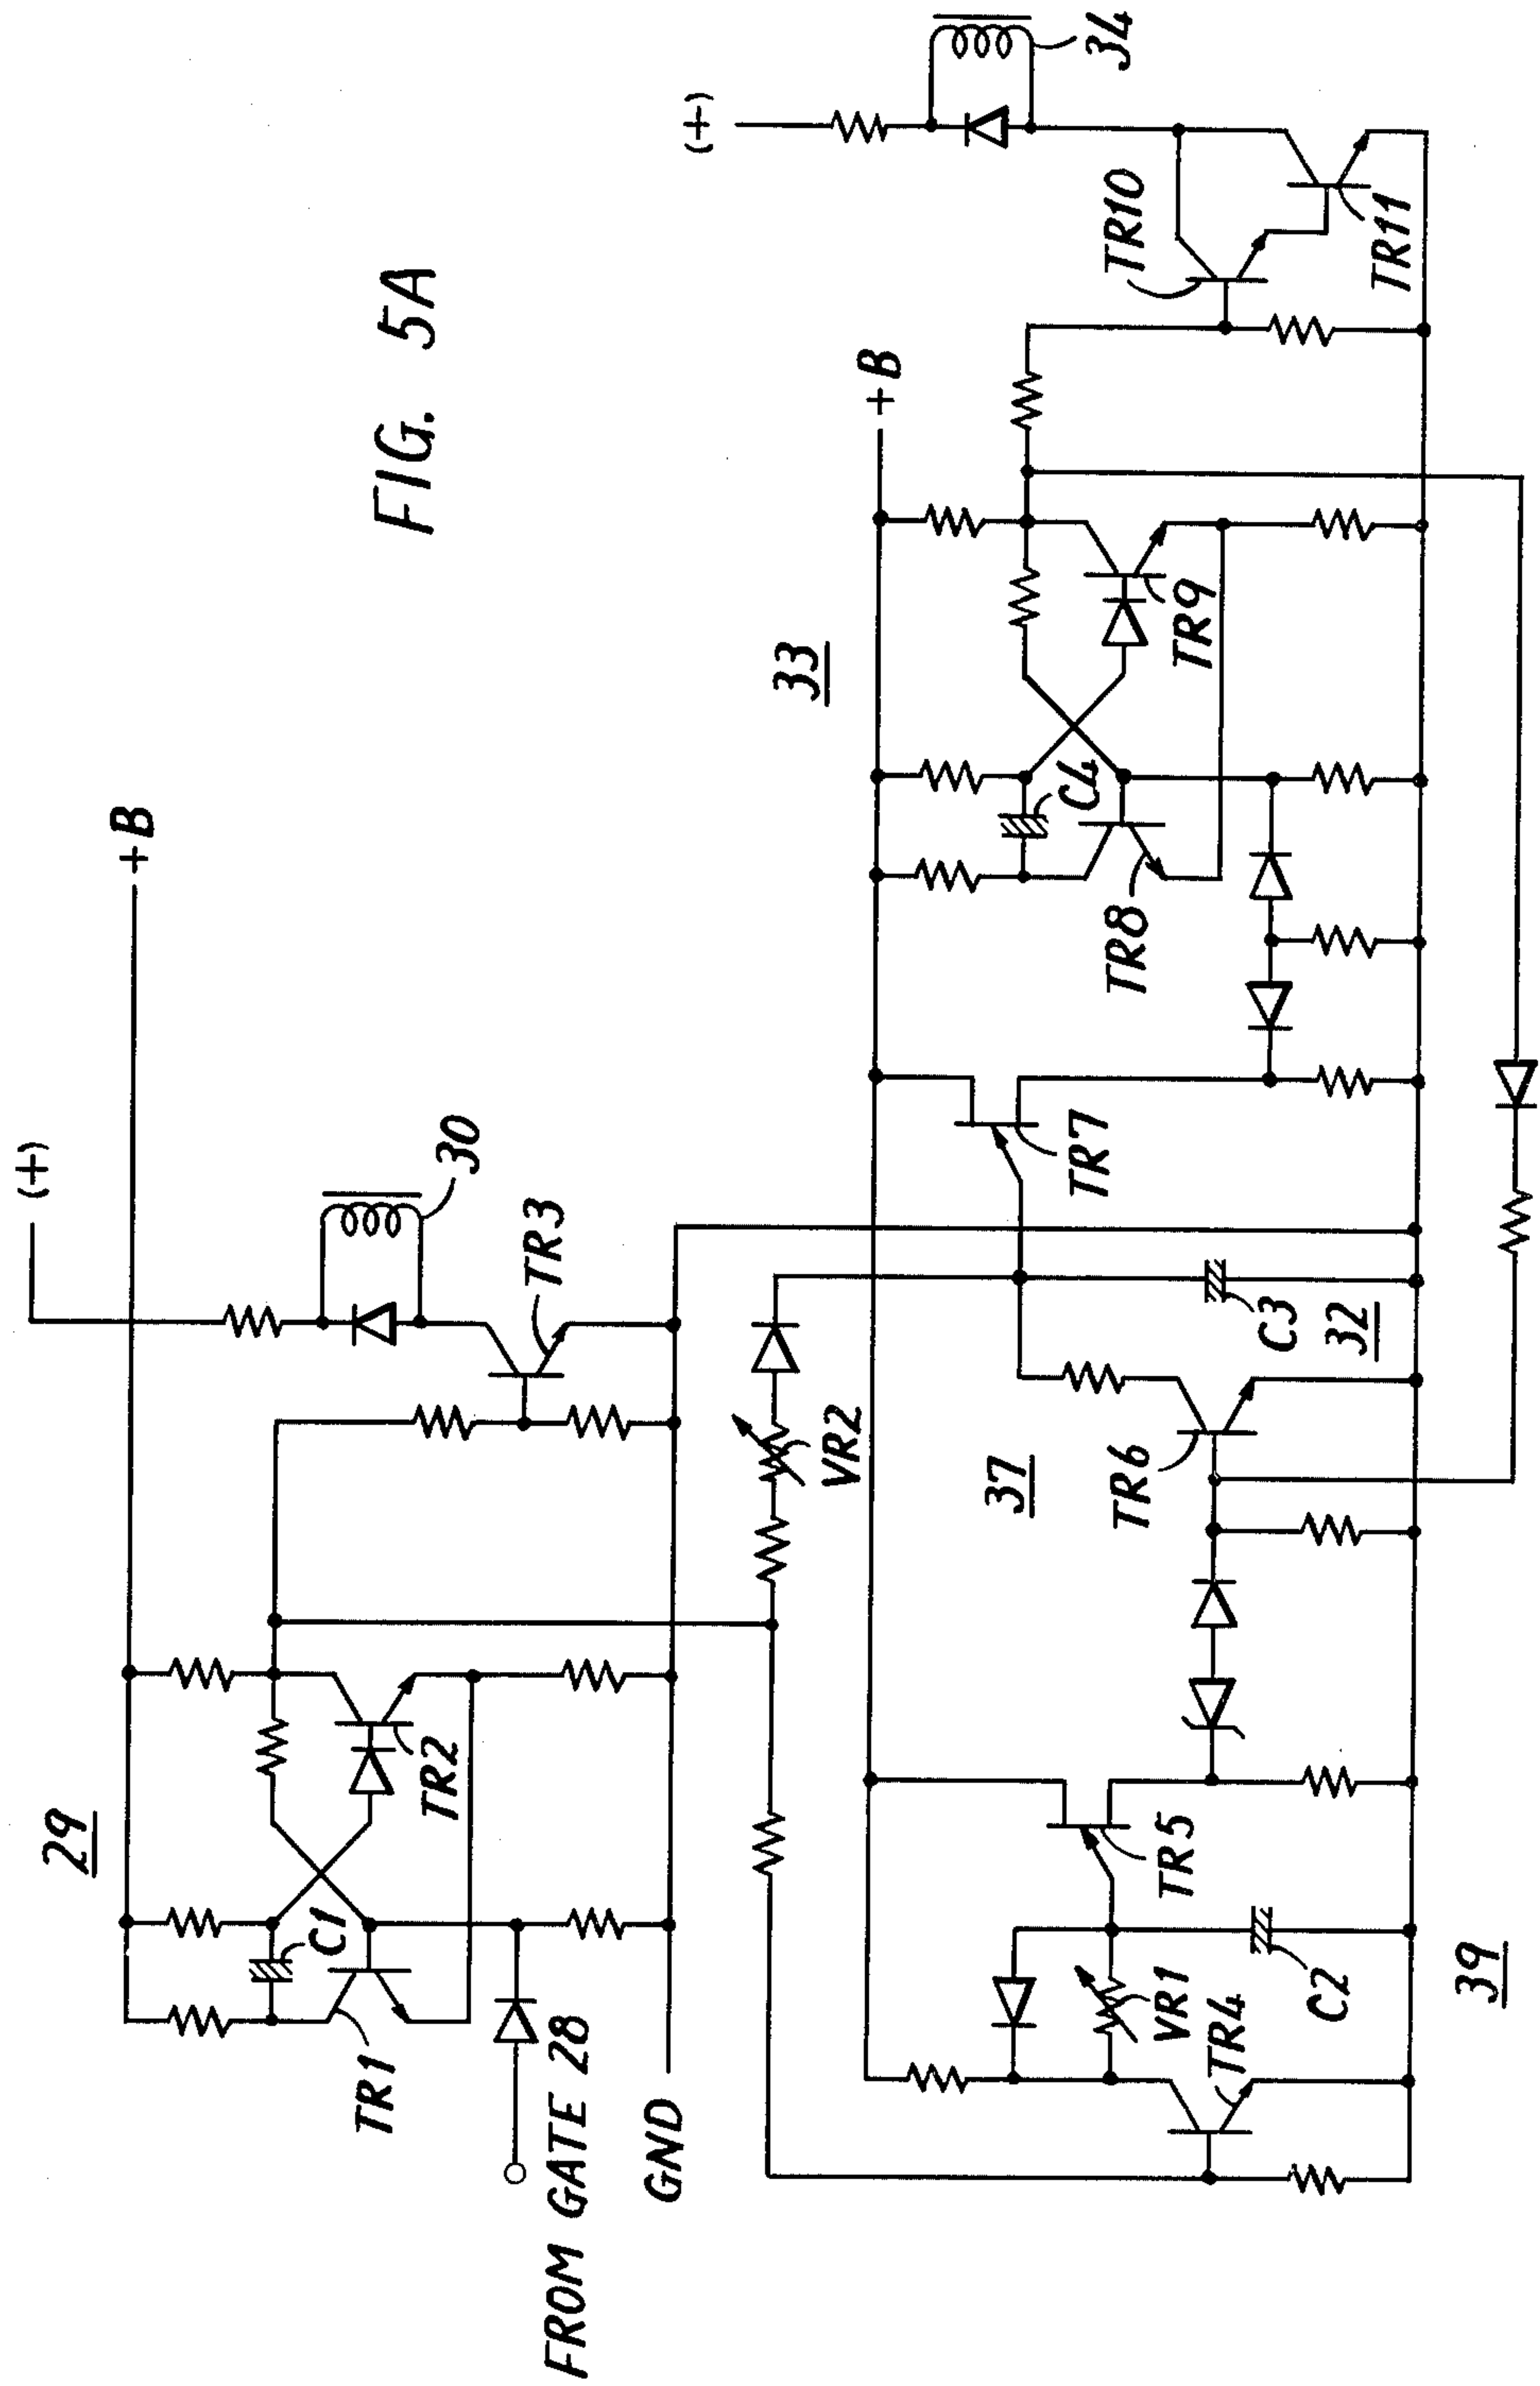 FIG. 5A
(+)
+B
29
30
TR3
TR2
C1
TR1
FROM GATE 28
GND
VR2
+B
(+)
34
33
TR10
TR11
TR9
C4
TR8
TR7
C3
32
37
TR6
TR5
VR1
C2
TR4
39